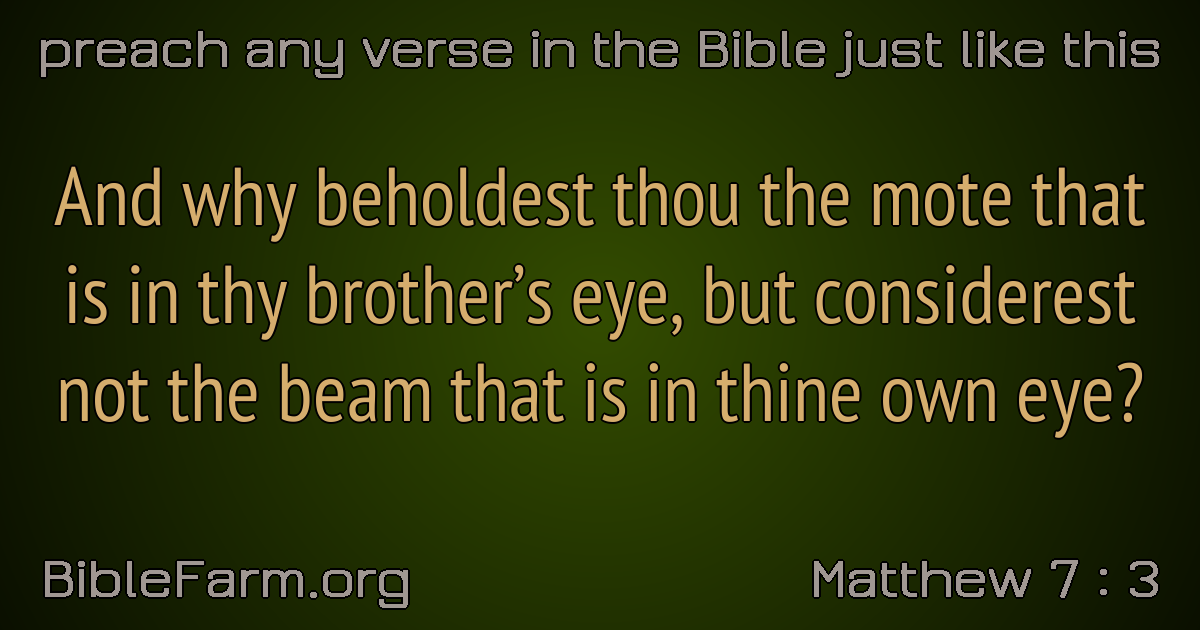 preach any verse in the Bible just like this
And why beholdest thou the mote that
is in thy brother’s eye, but considerest
not the beam that is in thine own eye?
BibleFarm.org
Matthew 7 : 3